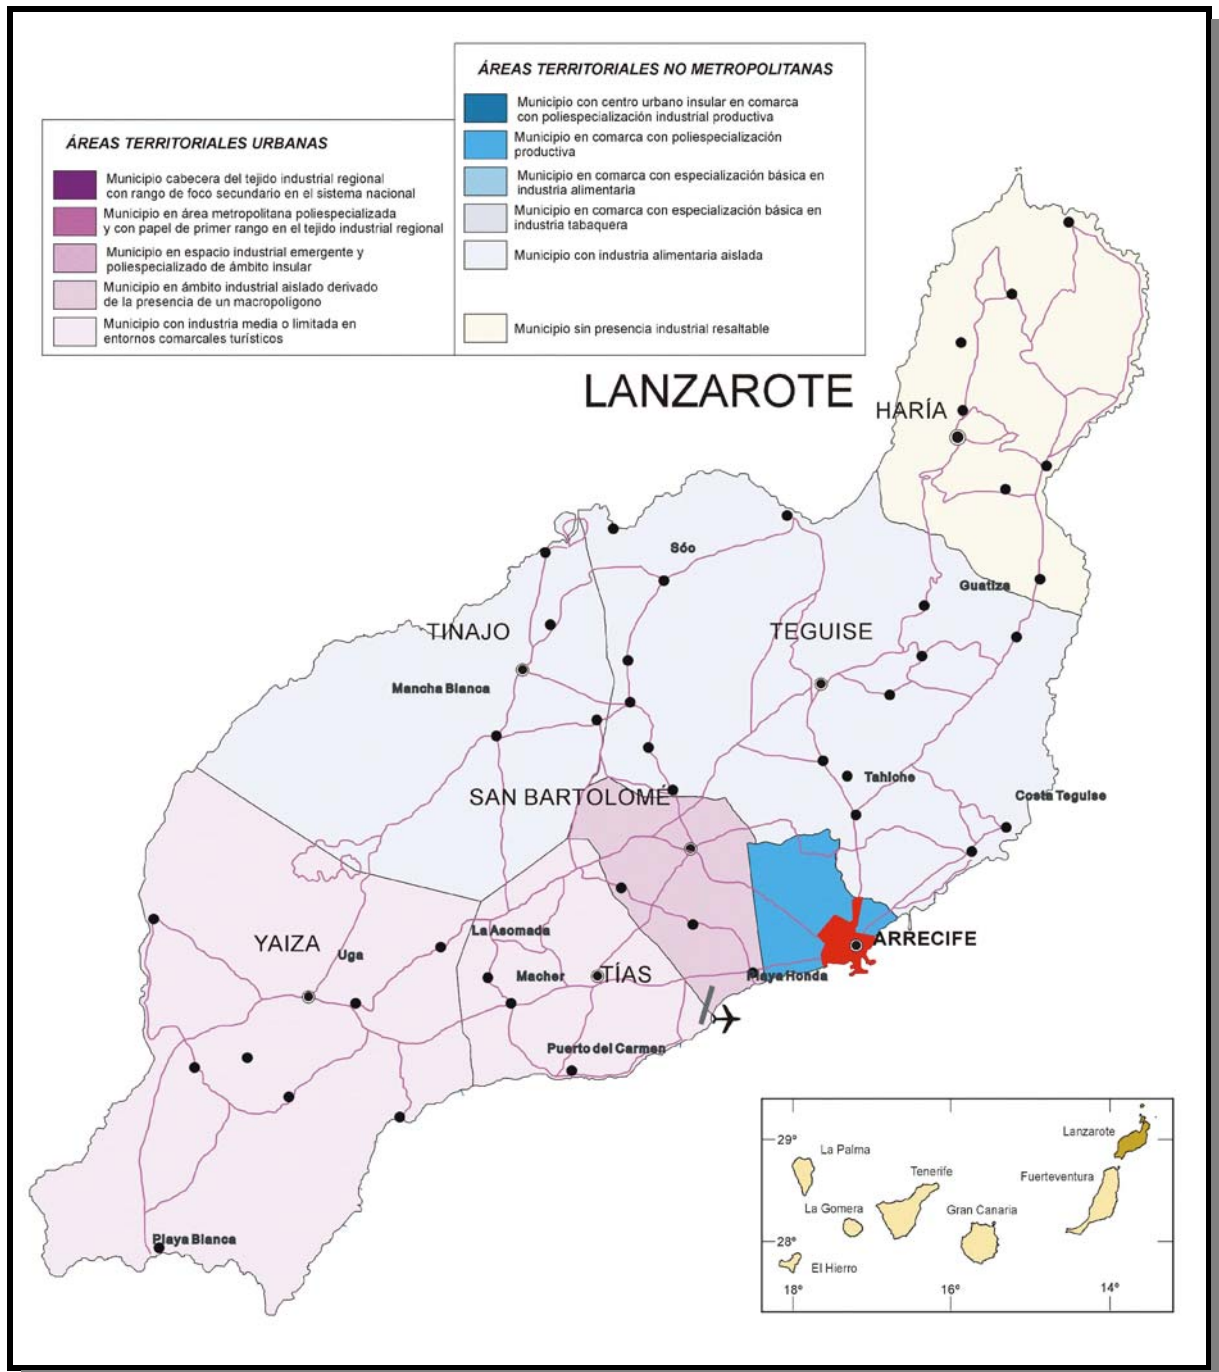 ÁREAS TERRITORIALES URBANAS
Municipio cabecera del tejido industrial regional
con rango de foco secundario en el sistema nacional
Municipio en área metropolitana poliespecializada
y con papel de primer rango en el tejido industrial regional
Municipio en espacio industrial emergente y
poliespecializado de ámbito insular
Municipio en ámbito industrial aislado derivado
de la presencia de un macropolígono
Municipio con industria media o limitada en
entornos comarcales turísticos
ÁREAS TERRITORIALES NO METROPOLITANAS
Municipio con centro urbano insular en comarca
con poliespecialización industrial productiva
Municipio en comarca con poliespecialización
productiva
Municipio en comarca con especialización básica en
industria alimentaria
Municipio en comarca con especialización básica en
industria tabaquera
Municipio con industria alimentaria aislada
Municipio sin presencia industrial resaltable
LANZAROTE
HARÍA
Sóo
Guatiza
TINAJO
TEGUISE
Mancha Blanca
Tahiche
SAN BARTOLOMÉ
Costa Teguise
La Asomada
YAIZA
Uga
ARRECIFE
Macher
TÍAS
Playa Honda
Puerto del Carmen
Playa Blanca
29º
Lanzarote
La Palma
Tenerife
Fuerteventura
La Gomera
Gran Canaria
28º
El Hierro
18º
16º
14º